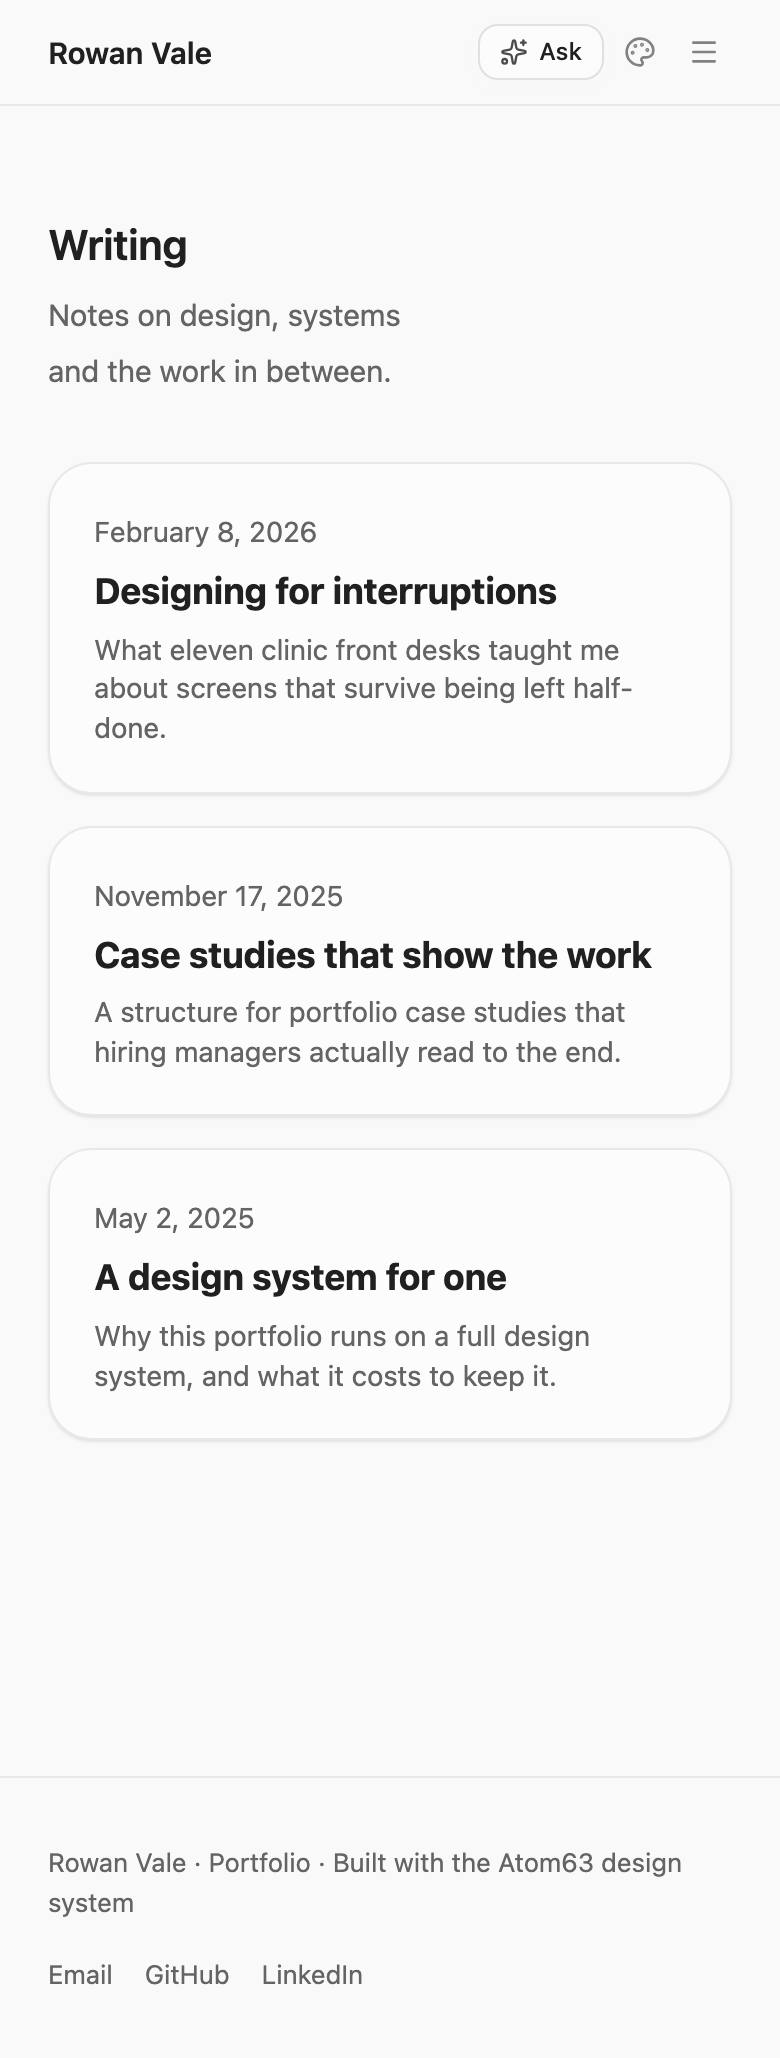 Rowan Vale
Ask
Writing
Notes on design, systems
and the work in between.
February 8, 2026
Designing for interruptions
What eleven clinic front desks taught me
about screens that survive being left half-
done.
November 17, 2025
Case studies that show the work
A structure for portfolio case studies that
hiring managers actually read to the end.
May 2, 2025
A design system for one
Why this portfolio runs on a full design
system, and what it costs to keep it.
Rowan Vale · Portfolio · Built with the Atom63 design
system
Email GitHub LinkedIn